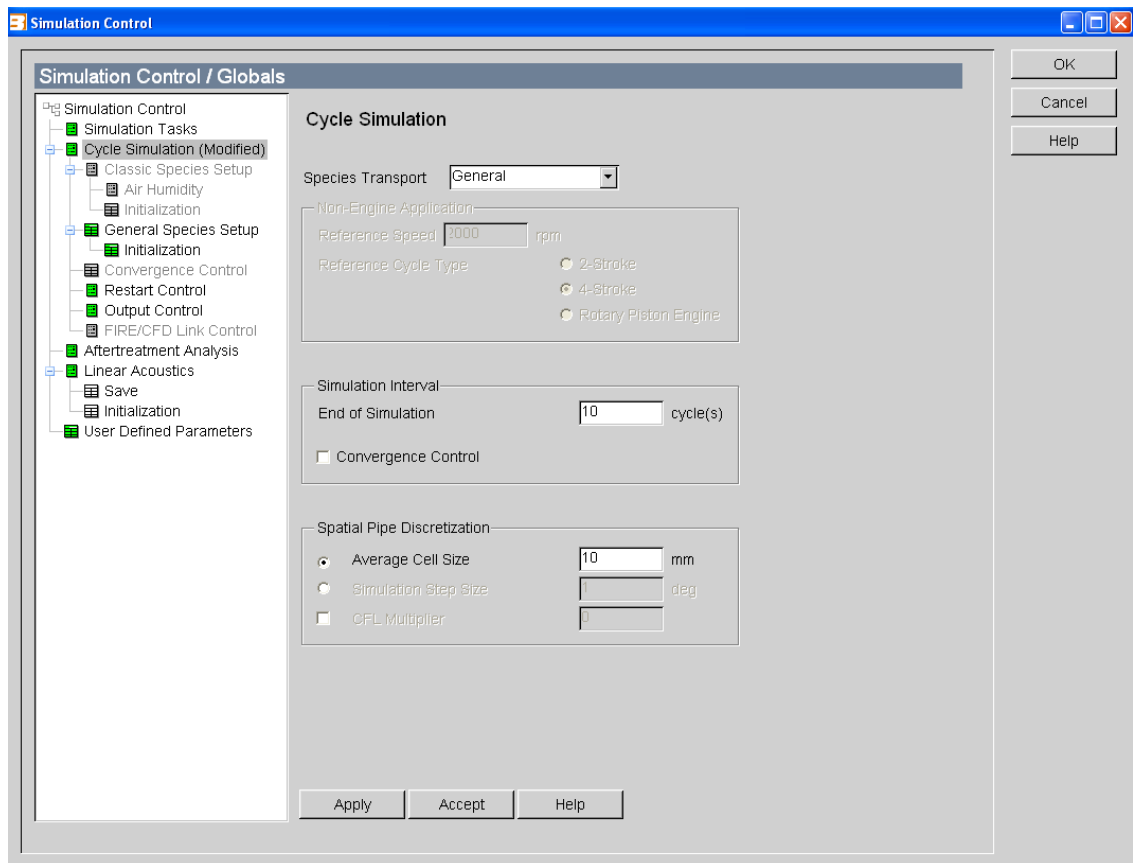 Simulation Control
OK
Cancel
Help
Simulation Control / Globals
Simulation Control
Simulation Tasks
Cycle Simulation (Modified)
Classic Species Setup
Air Humidity
Initialization
General Species Setup
Initialization
Convergence Control
Restart Control
Output Control
FIRE/CFD Link Control
Aftertreatment Analysis
Linear Acoustics
Save
Initialization
User Defined Parameters
Cycle Simulation
Species Transport General
Non-Engine Application
Reference Speed 2000 rpm
Reference Cycle Type 2-Stroke
4-Stroke
Rotary Piston Engine
Simulation Interval
End of Simulation 10 cycle(s)
Convergence Control
Spatial Pipe Discretization
Average Cell Size 10 mm
Simulation Step Size 1 deg
CFL Multiplier 0
Apply Accept Help